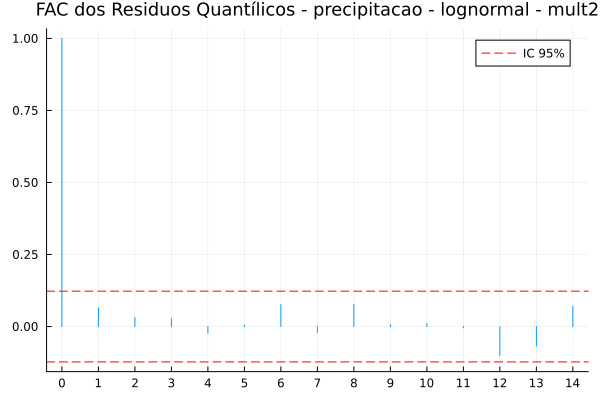 FAC dos Residuos Quantílicos - precipitacao - lognormal - mult2
IC 95%
1.00
0.75
0.50
0.25
0.00
0 1 2 3 4 5 6 7 8 9 10 11 12 13 14